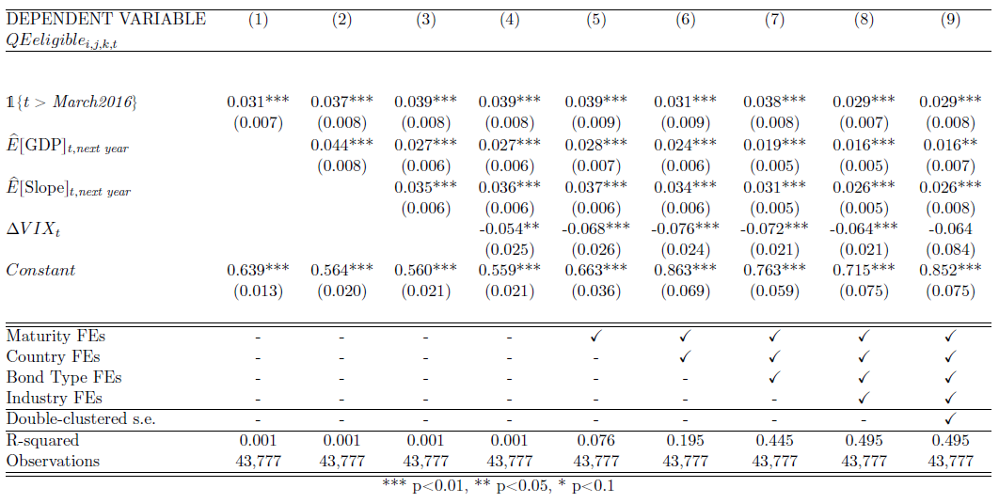 DEPENDENT VARIABLE (1) (2) (3) (4) (5) (6) (7) (8) (9)
QEeligible_{i,j,k,t}
𝟙{t > March2016} 0.031*** 0.037*** 0.039*** 0.039*** 0.039*** 0.031*** 0.038*** 0.029*** 0.029***
(0.007) (0.008) (0.008) (0.008) (0.009) (0.009) (0.008) (0.007) (0.008)
Ê[GDP]_{t,next year} 0.044*** 0.027*** 0.027*** 0.028*** 0.024*** 0.019*** 0.016*** 0.016**
(0.008) (0.006) (0.006) (0.007) (0.006) (0.005) (0.005) (0.007)
Ê[Slope]_{t,next year} 0.035*** 0.036*** 0.037*** 0.034*** 0.031*** 0.026*** 0.026***
(0.006) (0.006) (0.006) (0.006) (0.005) (0.005) (0.008)
ΔVIX_t -0.054** -0.068*** -0.076*** -0.072*** -0.064*** -0.064
(0.025) (0.026) (0.024) (0.021) (0.021) (0.084)
Constant 0.639*** 0.564*** 0.560*** 0.559*** 0.663*** 0.863*** 0.763*** 0.715*** 0.852***
(0.013) (0.020) (0.021) (0.021) (0.036) (0.069) (0.059) (0.075) (0.075)
Maturity FEs - - - - ✓ ✓ ✓ ✓ ✓
Country FEs - - - - - ✓ ✓ ✓ ✓
Bond Type FEs - - - - - - ✓ ✓ ✓
Industry FEs - - - - - - - ✓ ✓
Double-clustered s.e. - - - - - - - - ✓
R-squared 0.001 0.001 0.001 0.001 0.076 0.195 0.445 0.495 0.495
Observations 43,777 43,777 43,777 43,777 43,777 43,777 43,777 43,777 43,777
*** p<0.01, ** p<0.05, * p<0.1